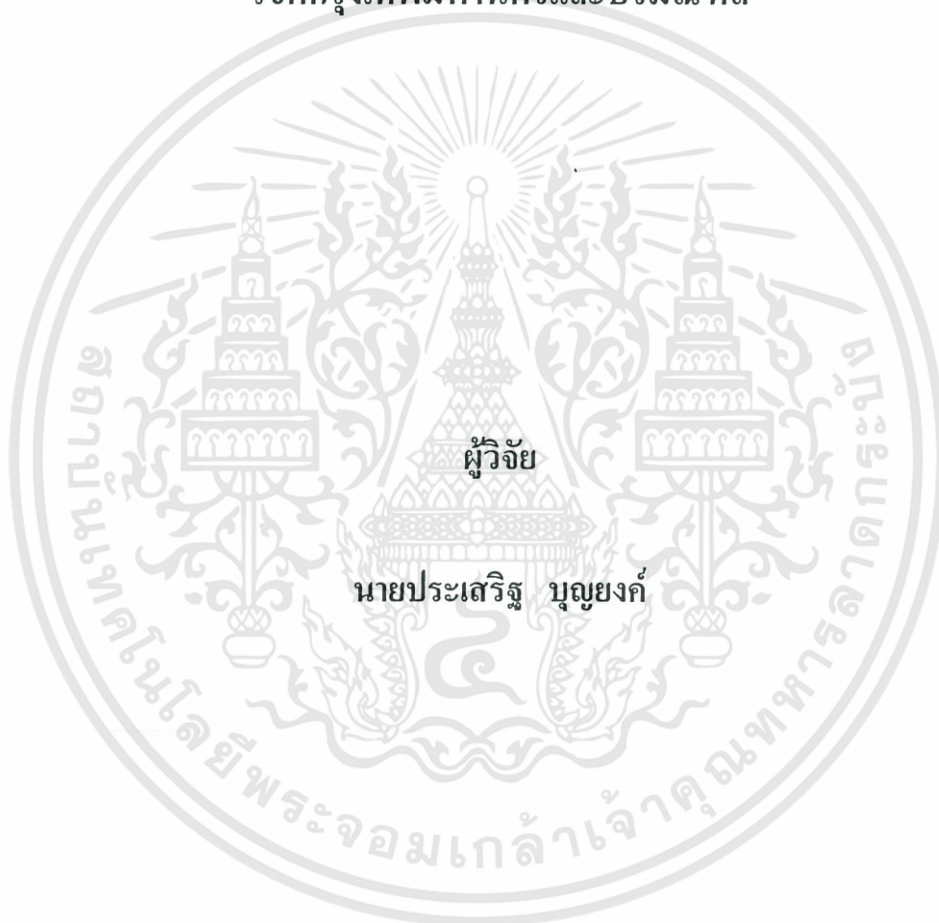 ผู้วิจัย
นายประเสริฐ บุญยงค์
๔
สถาบันเทคโนโลยีพระจอมเกล้าเจ้าคุณทหารลาดกระบัง